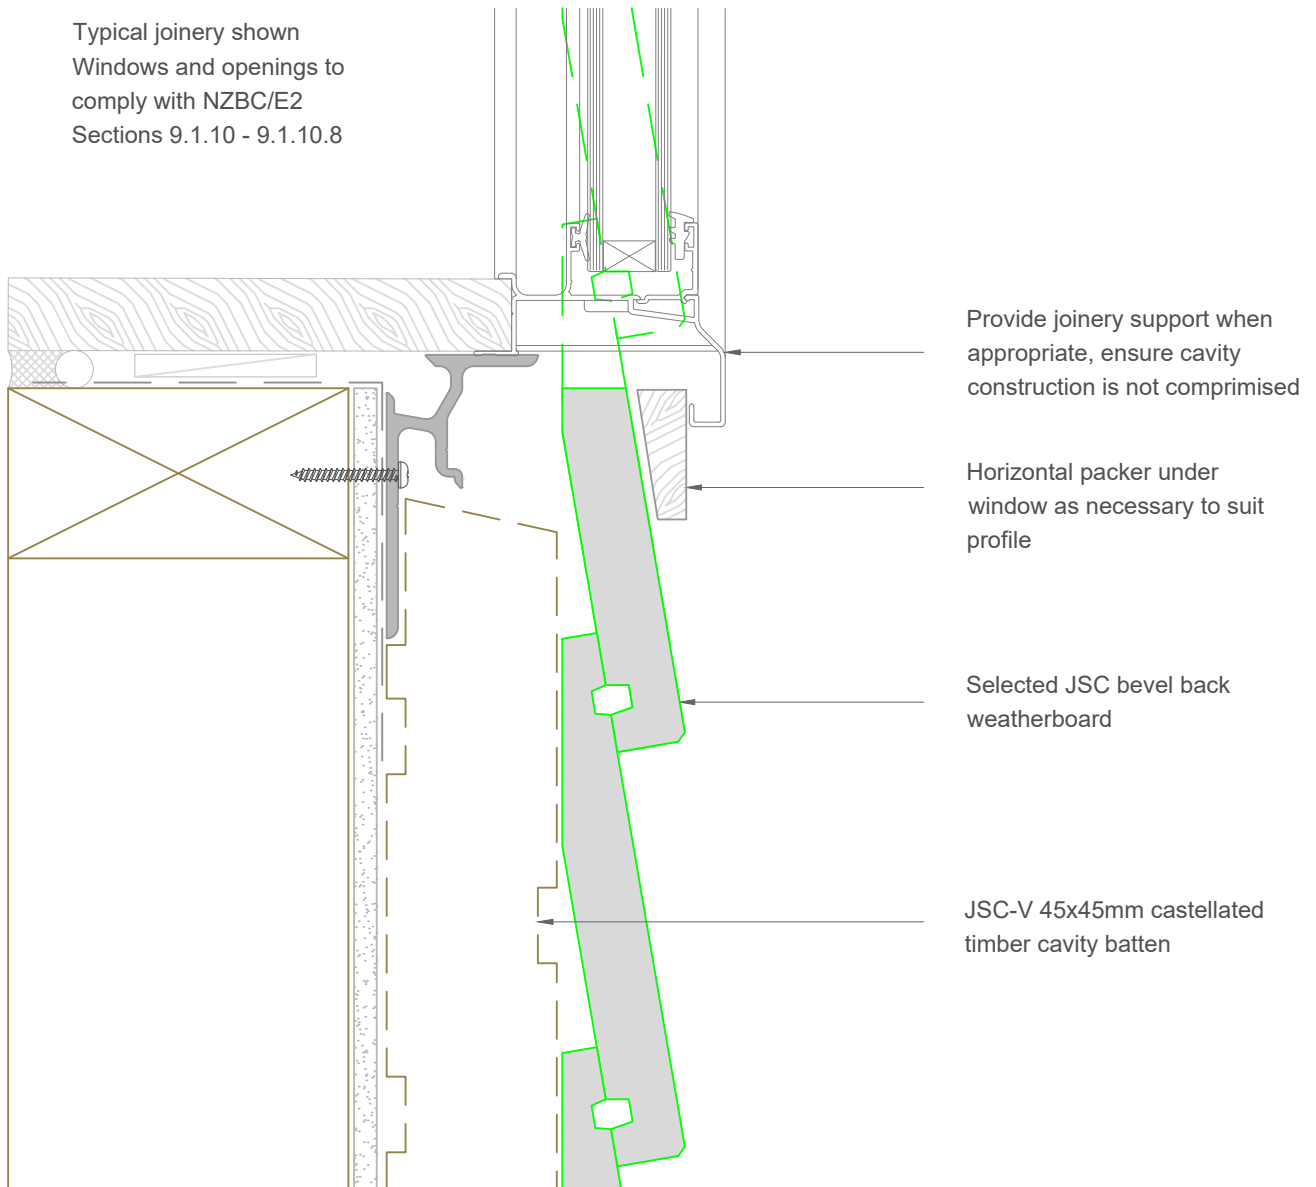 Typical joinery shown
Windows and openings to
comply with NZBC/E2
Sections 9.1.10 - 9.1.10.8
Provide joinery support when
appropriate, ensure cavity
construction is not comprimised
Horizontal packer under
window as necessary to suit
profile
Selected JSC bevel back
weatherboard
JSC-V 45x45mm castellated
timber cavity batten